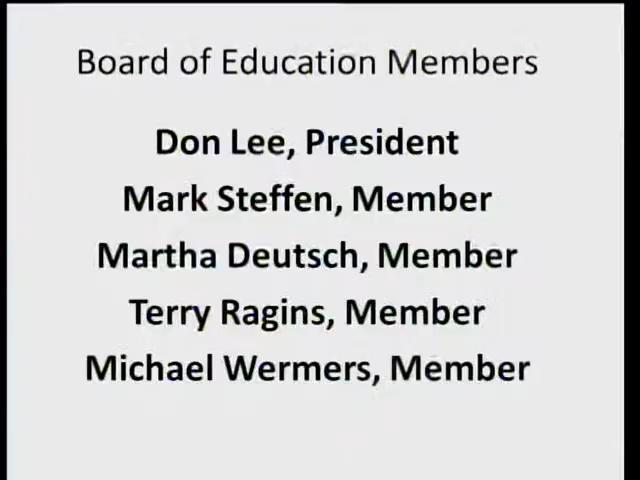 Board of Education Members
Don Lee, President
Mark Steffen, Member
Martha Deutsch, Member
Terry Ragins, Member
Michael Wermers, Member